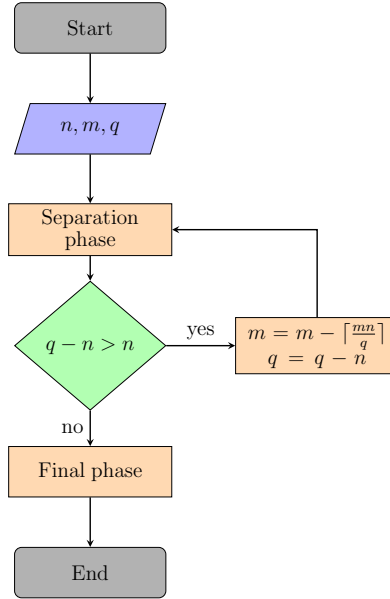 Start
n, m, q
Separation
phase
q − n > n
yes
m = m − ⌈mn/q⌉
q = q − n
no
Final phase
End